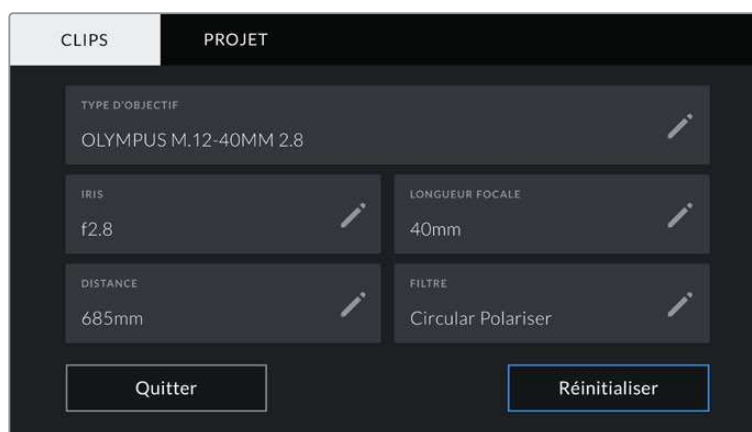 CLIPS PROJET
TYPE D'OBJECTIF
OLYMPUS M.12-40MM 2.8
IRIS LONGUEUR FOCALE
f2.8 40mm
DISTANCE FILTRE
685mm Circular Polariser
Quitter Réinitialiser